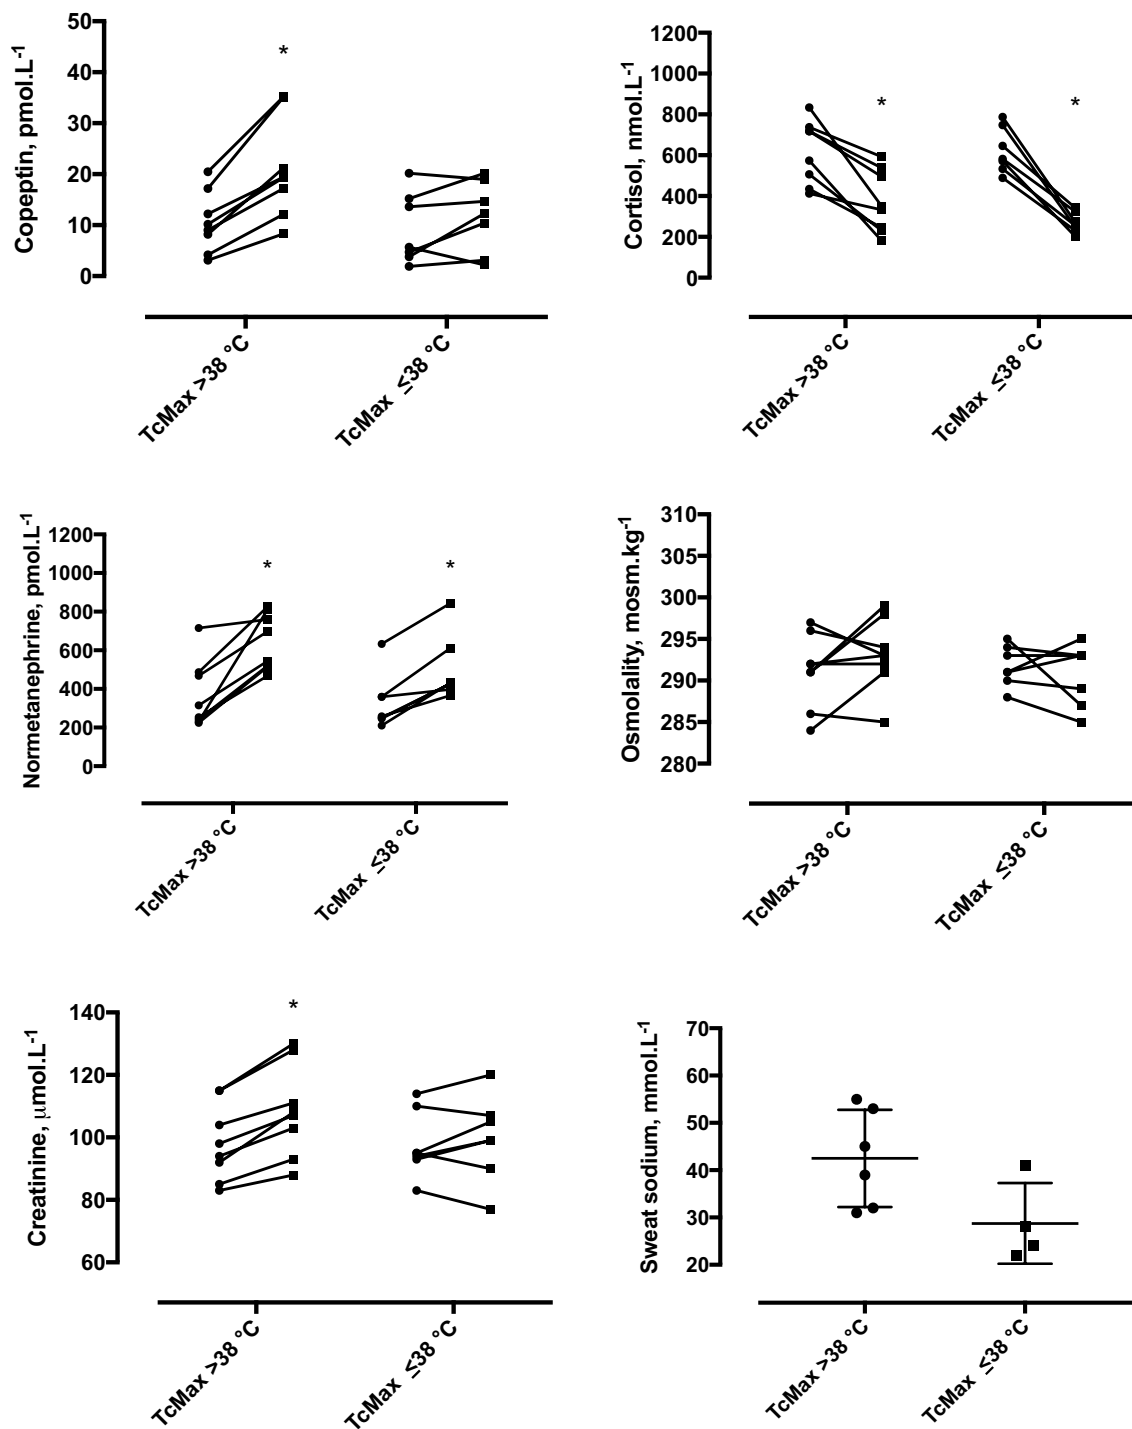 Copeptin, pmol.L-1
50
40
30
20
10
0
*
TcMax >38 °C
TcMax ≤38 °C
Cortisol, nmol.L-1
1200
1000
800
600
400
200
0
*
*
TcMax >38 °C
TcMax ≤38 °C
Normetanephrine, pmol.L-1
1200
1000
800
600
400
200
0
*
*
TcMax >38 °C
TcMax ≤38 °C
Osmolality, mosm.kg-1
310
305
300
295
290
285
280
TcMax >38 °C
TcMax ≤38 °C
Creatinine, μmol.L-1
140
120
100
80
60
*
TcMax >38 °C
TcMax ≤38 °C
Sweat sodium, mmol.L-1
70
60
50
40
30
20
TcMax >38 °C
TcMax ≤38 °C